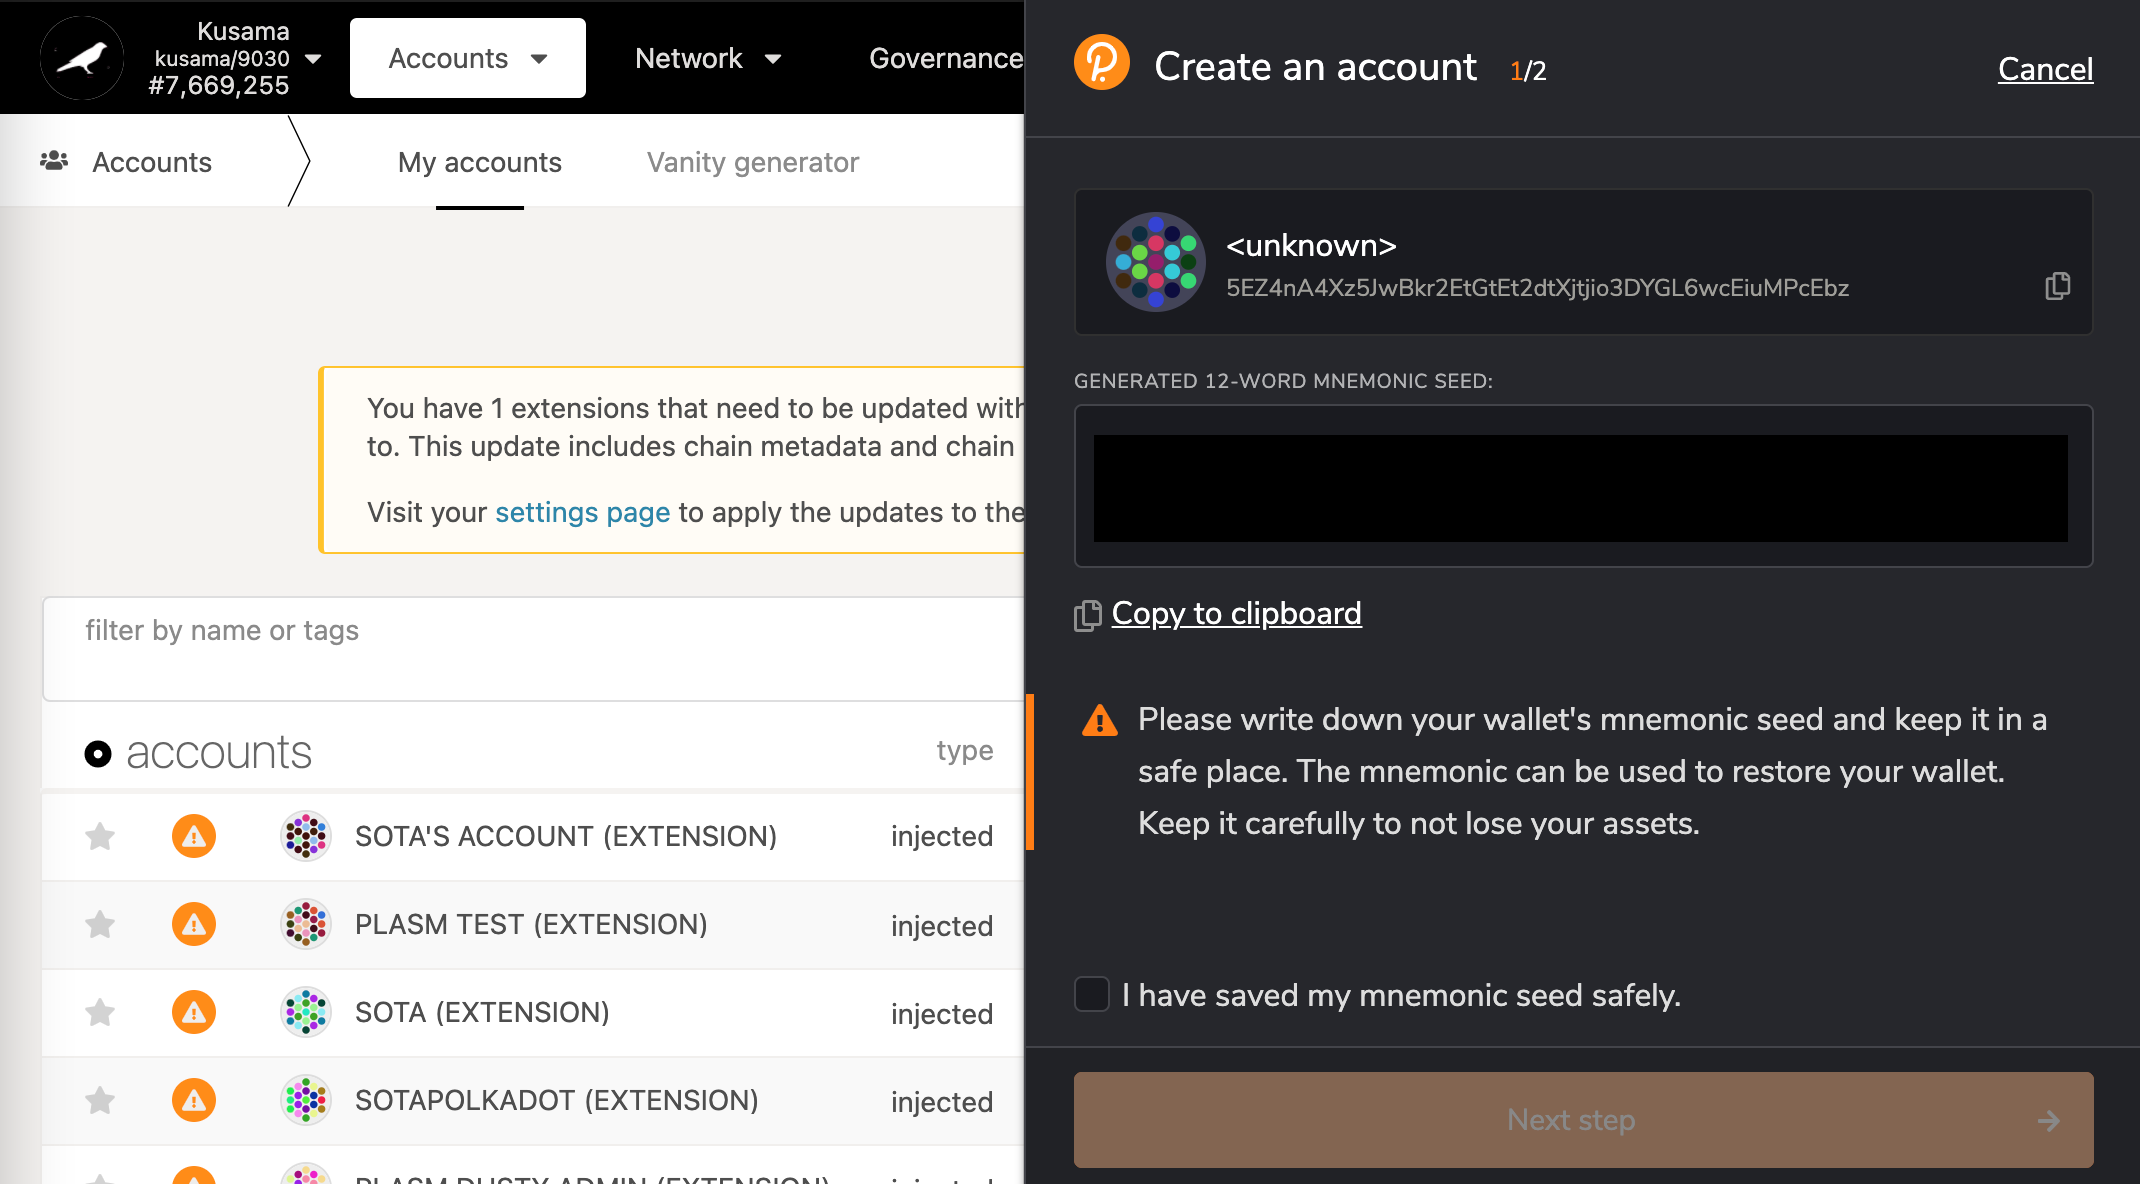 Kusama
kusama/9030
#7,669,255
Accounts
Network
Governance
Accounts
My accounts
Vanity generator
You have 1 extensions that need to be updated with
to. This update includes chain metadata and chain
Visit your settings page to apply the updates to the
filter by name or tags
accounts
type
SOTA'S ACCOUNT (EXTENSION)
injected
PLASM TEST (EXTENSION)
injected
SOTA (EXTENSION)
injected
SOTAPOLKADOT (EXTENSION)
injected
PLASM DUSTY ADMIN (EXTENSION)
injected
Create an account
1/2
Cancel
<unknown>
5EZ4nA4Xz5JwBkr2EtGtEt2dtXjtjio3DYGL6wcEiuMPcEbz
GENERATED 12-WORD MNEMONIC SEED:
Copy to clipboard
Please write down your wallet's mnemonic seed and keep it in a
safe place. The mnemonic can be used to restore your wallet.
Keep it carefully to not lose your assets.
I have saved my mnemonic seed safely.
Next step